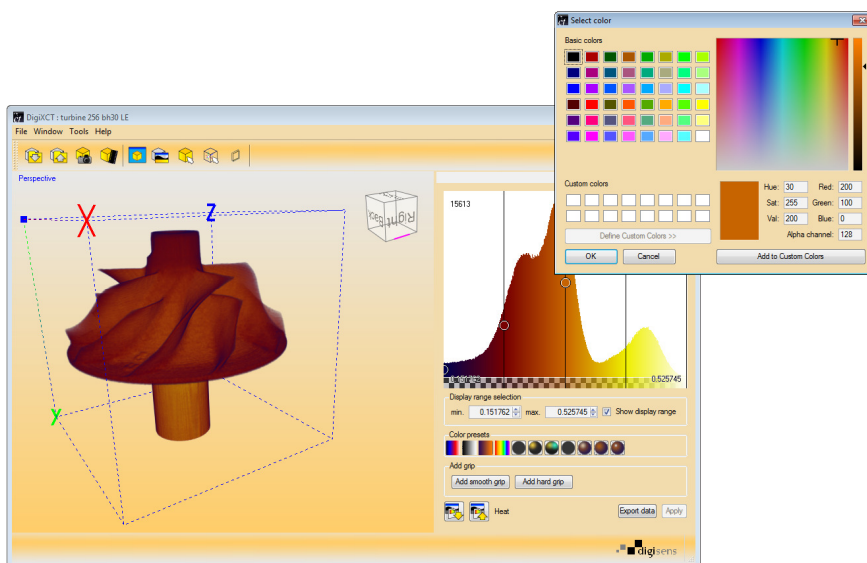 Select color
Basic colors
Custom colors
Define Custom Colors >>
OK
Cancel
Hue: 30
Red: 200
Sat: 255
Green: 100
Val: 200
Blue: 0
Alpha channel: 128
Add to Custom Colors
DigiXCT : turbine 256 bh30 LE
File Window Tools Help
Perspective
X
Z
y
Right
Back
15613
0.151762
0.525745
Display range selection
min. 0.151762
max. 0.525745
Show display range
Color presets
Add grip
Add smooth grip
Add hard grip
Heat
Export data
Apply
digisens